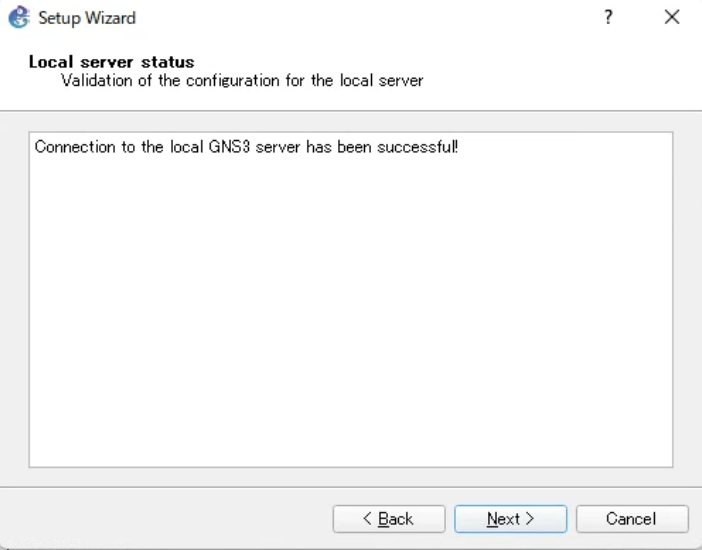 Setup Wizard
?
Local server status
Validation of the configuration for the local server
Connection to the local GNS3 server has been successful!
< Back
Next >
Cancel